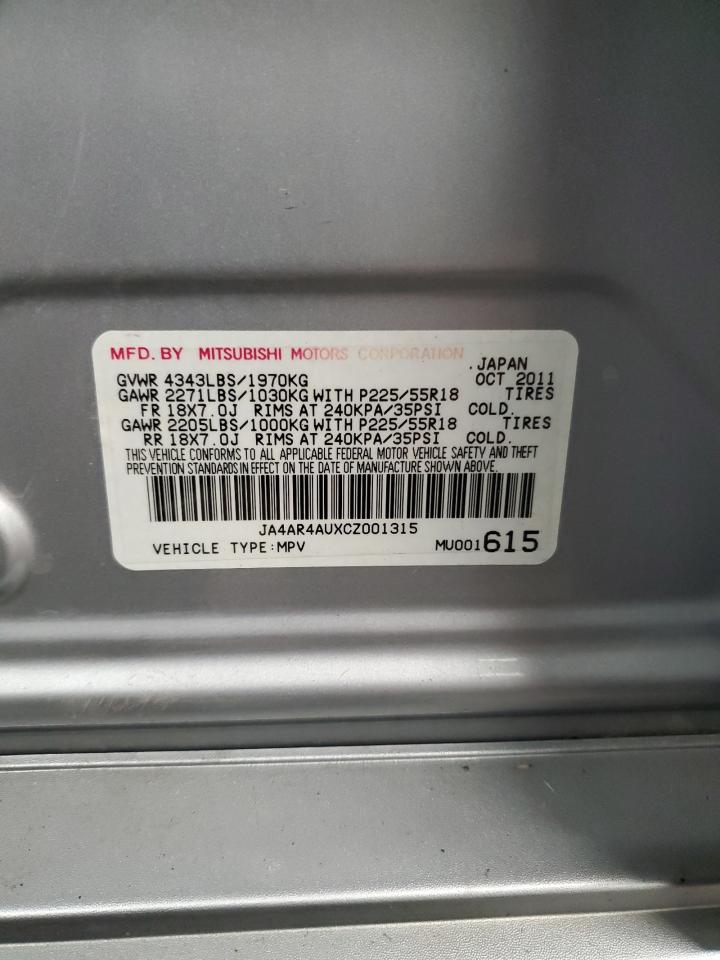 MFD. BY MITSUBISHI MOTORS CORPORATION
, JAPAN
GVWR 4343LBS/1970KG OCT 2011
GAWR 2271LBS/1030KG WITH P225/55R18 TIRES
FR 18X7.0J RIMS AT 240KPA/35PSI COLD.
GAWR 2205LBS/1000KG WITH P225/55R18 TIRES
RR 18X7.0J RIMS AT 240KPA/35PSI COLD.
THIS VEHICLE CONFORMS TO ALL APPLICABLE FEDERAL MOTOR VEHICLE SAFETY AND THEFT
PREVENTION STANDARDS IN EFFECT ON THE DATE OF MANUFACTURE SHOWN ABOVE.
JA4AR4AUXCZ001315
VEHICLE TYPE:MPV MU001615